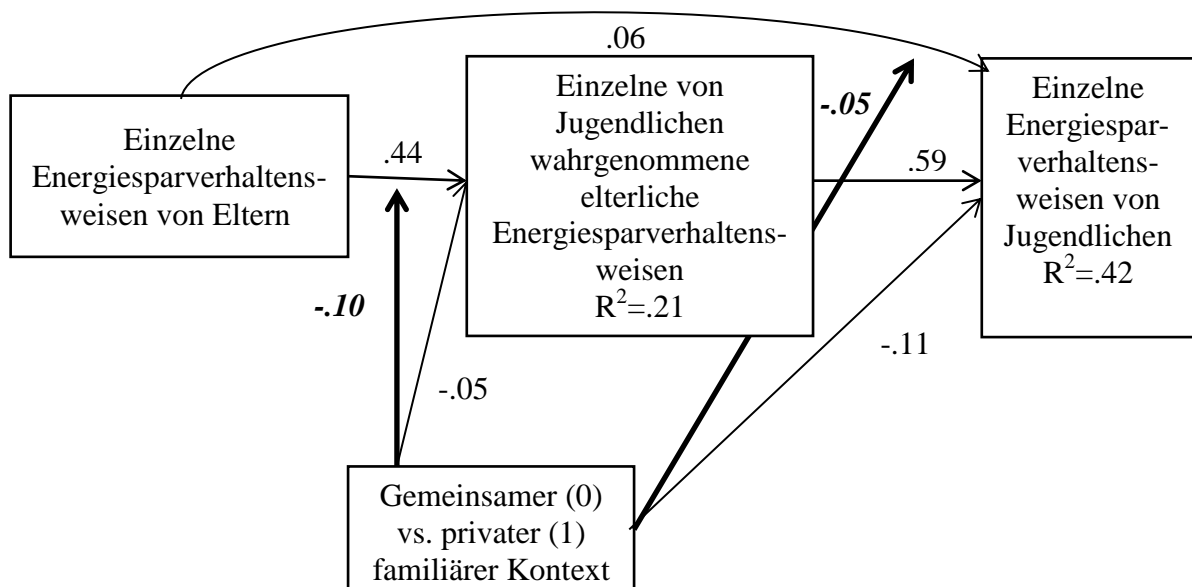 .06
Einzelne
Energiesparverhaltens-
weisen von Eltern
.44
Einzelne von
Jugendlichen
wahrgenommene
elterliche
Energiesparverhaltens-
weisen
R²=.21
-.05
.59
Einzelne
Energiespar-
verhaltens-
weisen von
Jugendlichen
R²=.42
-.10
-.05
-.11
Gemeinsamer (0)
vs. privater (1)
familiärer Kontext